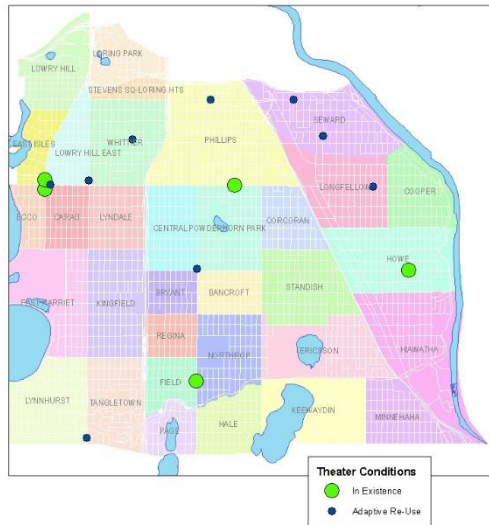 LORING PARK
LOWRY HILL
STEVENS SQ-LORING HTS
SEWARD
WHITTIER
PHILLIPS
EAST ISLES
LOWRY HILL EAST
LONGFELLOW
COOPER
ECCO
CARAG
LYNDALE
CORCORAN
CENTRAL
POWDERHORN PARK
HOWE
STANDISH
EAST HARRIET
KINGFIELD
BRYANT
BANCROFT
REGINA
NORTHROP
ERICSSON
HIAWATHA
FIELD
LYNNHURST
TANGLETOWN
KEEWAYDIN
MINNEHAHA
PAGE
HALE
Theater Conditions
In Existence
Adaptive Re-Use